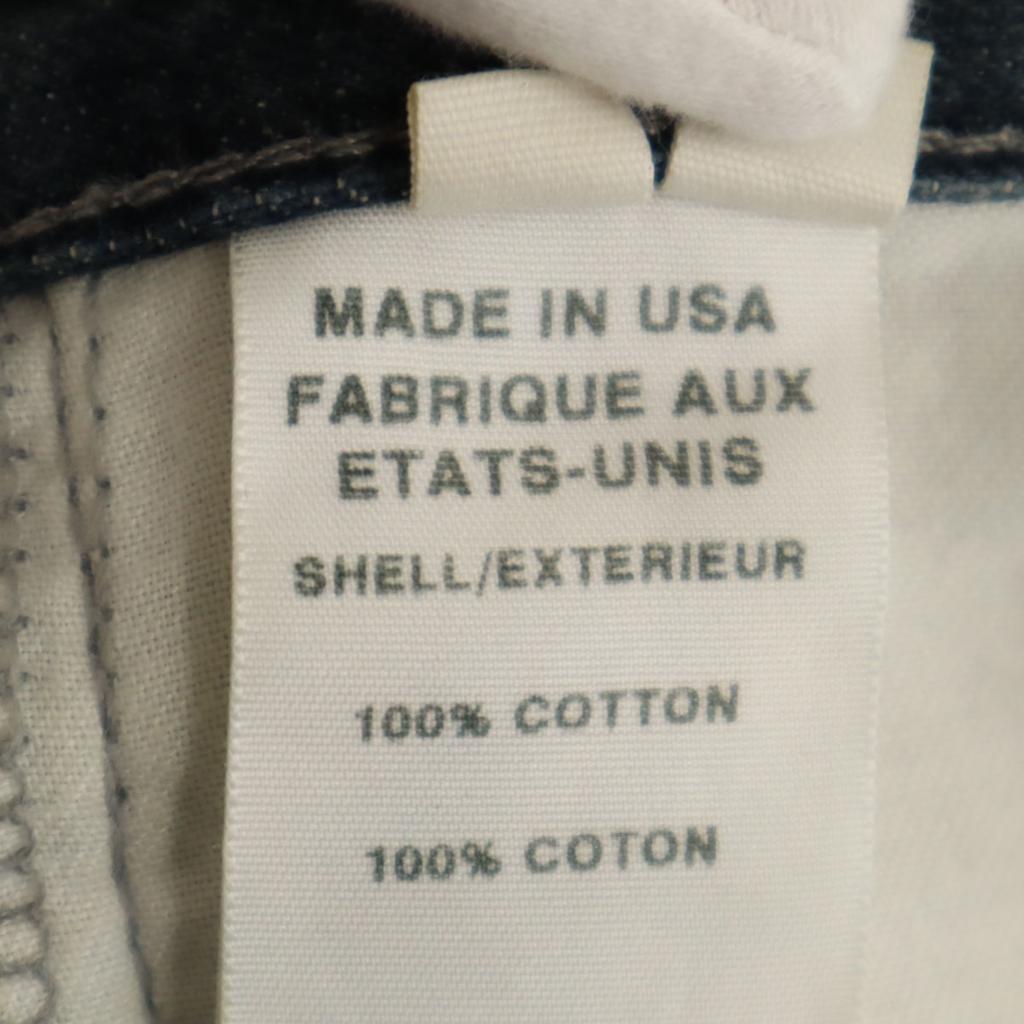 MADE IN USA
FABRIQUE AUX
ETATS-UNIS
SHELL/EXTERIEUR
100% COTTON
100% COTON